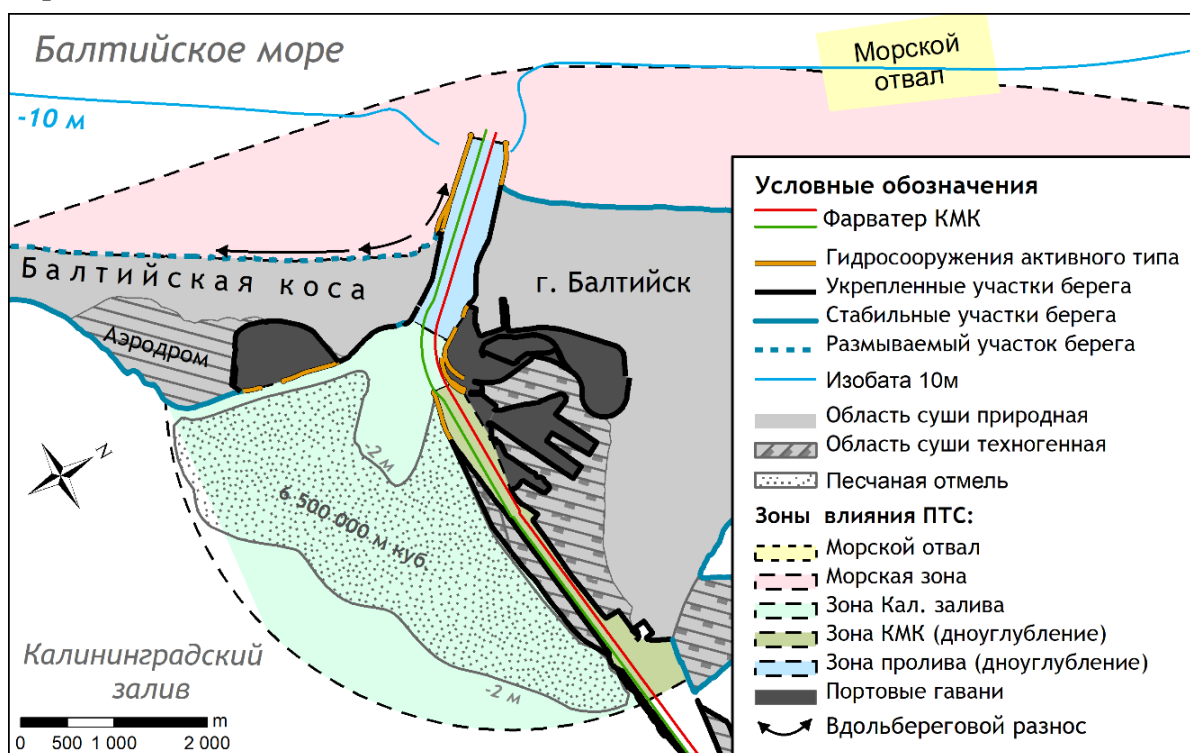 Балтийское море
Морской
отвал
-10 м
Балтийская коса
г. Балтийск
Аэродром
-2 м
6 500 000 м куб.
-2 м
Калининградский
залив
N
m
0 500 1 000 2 000
Условные обозначения
Фарватер КМК
Гидросооружения активного типа
Укрепленные участки берега
Стабильные участки берега
Размываемый участок берега
Изобата 10м
Область суши природная
Область суши техногенная
Песчаная отмель
Зоны влияния ПТС:
Морской отвал
Морская зона
Зона Кал. залива
Зона КМК (дноуглубление)
Зона пролива (дноуглубление)
Портовые гавани
Вдольбереговой разнос